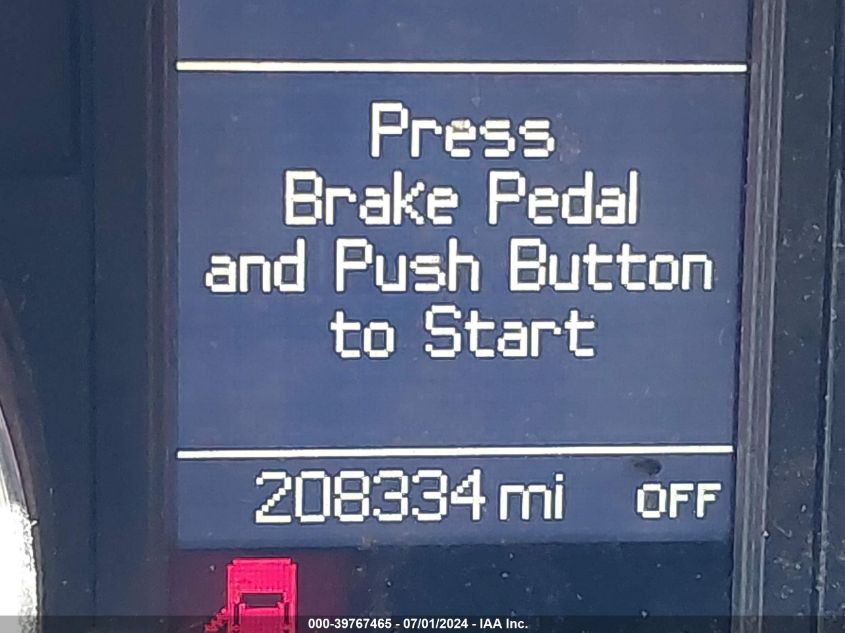 Press
Brake Pedal
and Push Button
to Start
208334 mi OFF
000-39767465 - 07/01/2024 - IAA Inc.